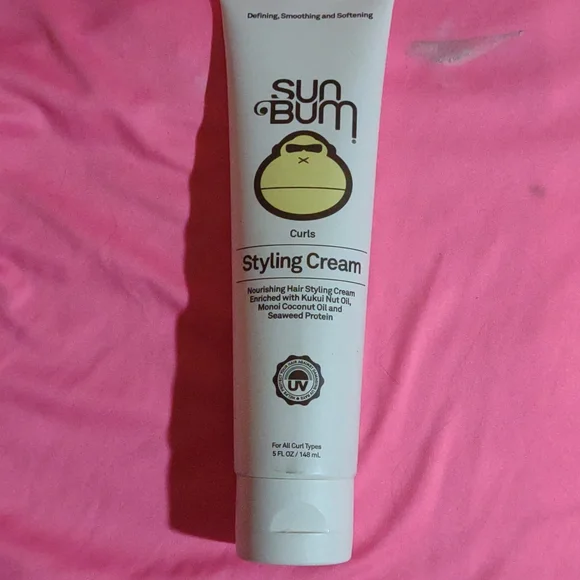 Defining, Smoothing and Softening
SUN
BUM
®
Curls
Styling Cream
Nourishing Hair Styling Cream
Enriched with Kukui Nut Oil,
Monoi Coconut Oil and
Seaweed Protein
UV
For All Curl Types
5 FL OZ / 148 mL